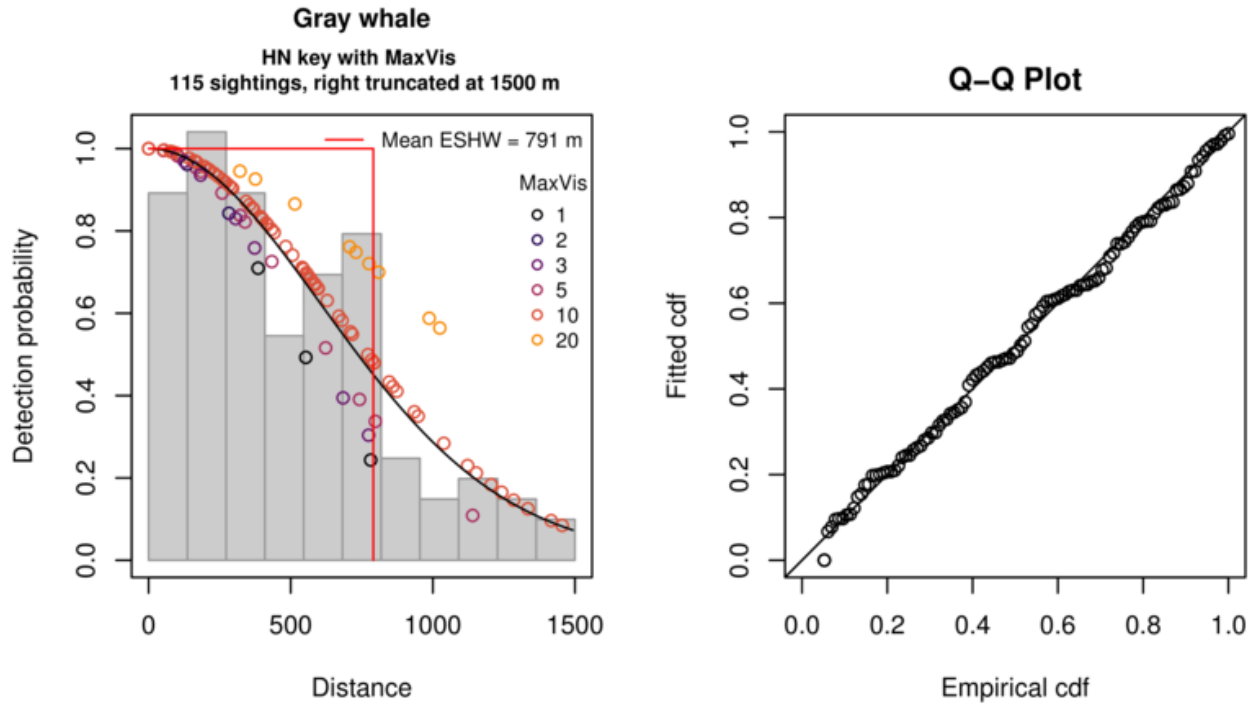 Gray whale
HN key with MaxVis
115 sightings, right truncated at 1500 m
Mean ESHW = 791 m
MaxVis
1
2
3
5
10
20
Detection probability
0.0
0.2
0.4
0.6
0.8
1.0
0 500 1000 1500
Distance
Q−Q Plot
Fitted cdf
0.0
0.2
0.4
0.6
0.8
1.0
0.0 0.2 0.4 0.6 0.8 1.0
Empirical cdf